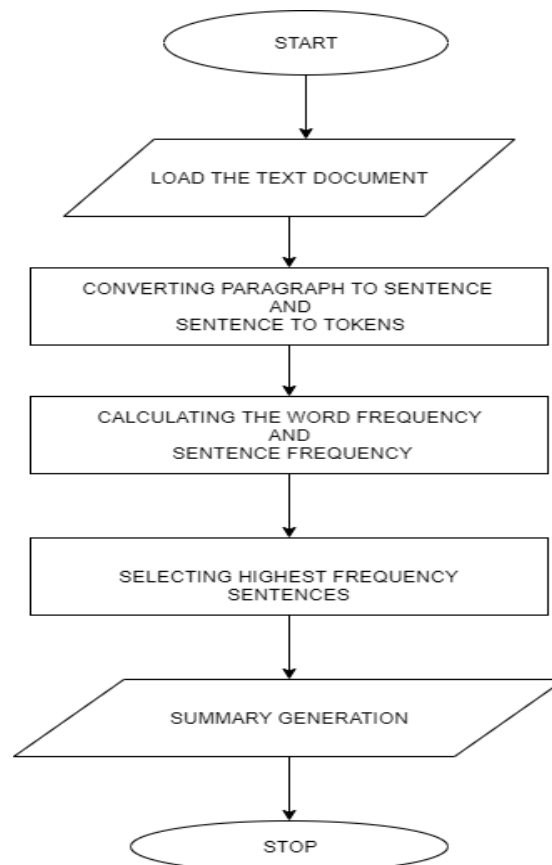 START
LOAD THE TEXT DOCUMENT
CONVERTING PARAGRAPH TO SENTENCE
AND
SENTENCE TO TOKENS
CALCULATING THE WORD FREQUENCY
AND
SENTENCE FREQUENCY
SELECTING HIGHEST FREQUENCY
SENTENCES
SUMMARY GENERATION
STOP